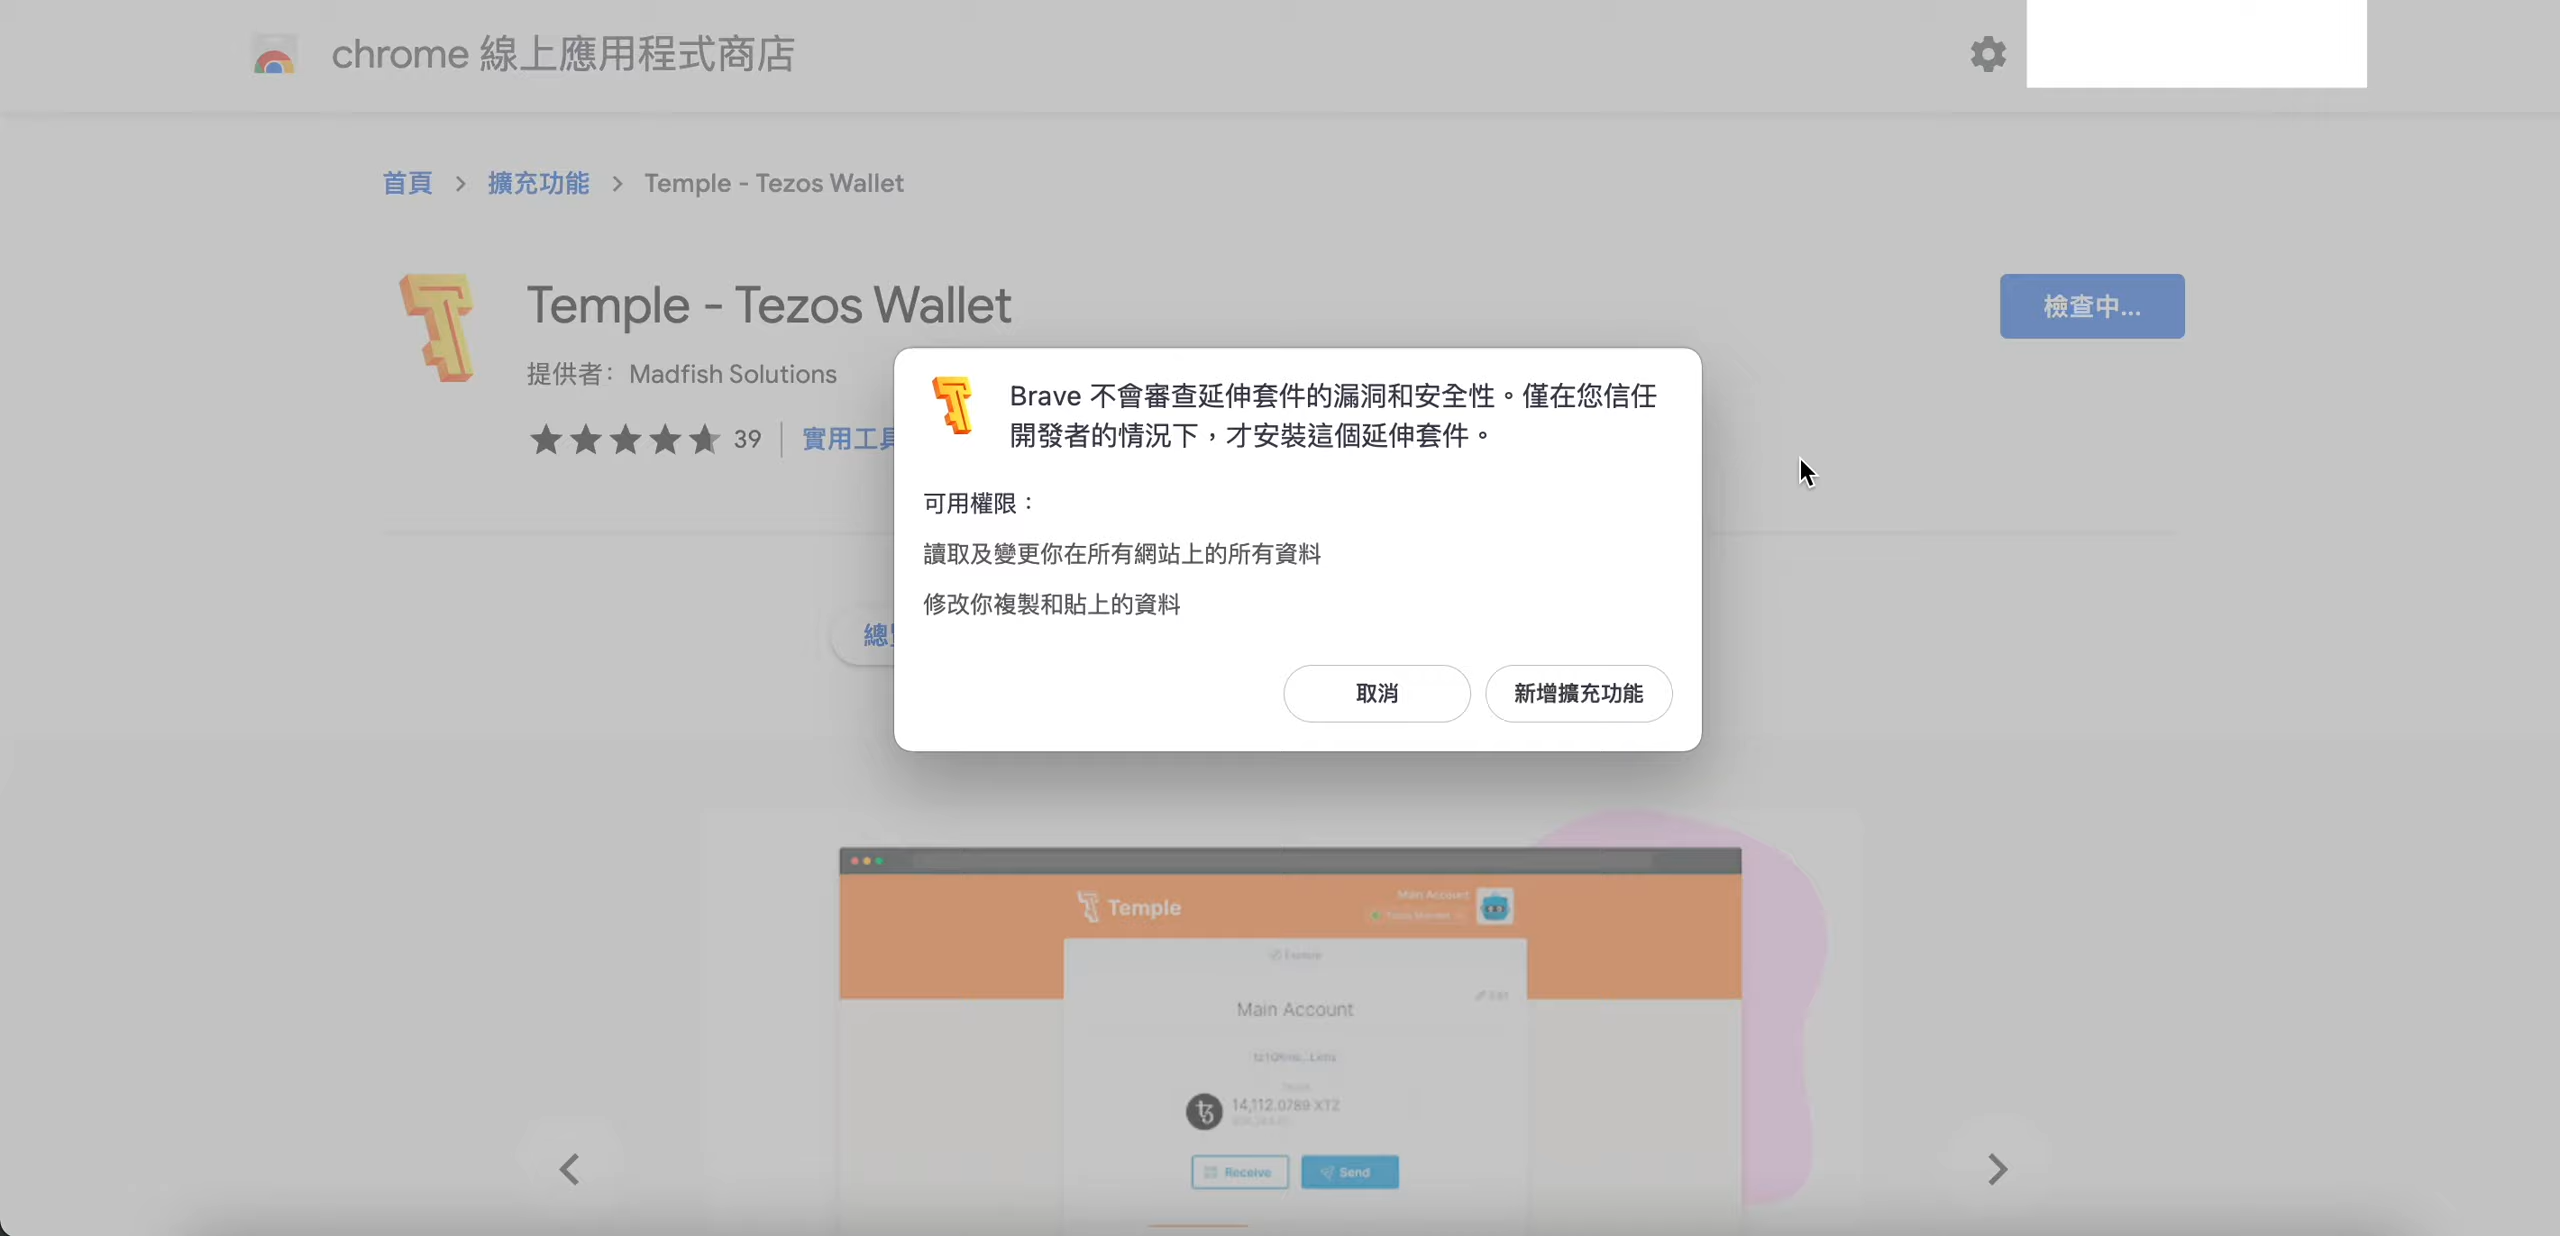 chrome 線上應用程式商店
首頁 > 擴充功能 > Temple - Tezos Wallet
Temple - Tezos Wallet
檢查中...
提供者: Madfish Solutions
39
實用工具
Brave 不會審查延伸套件的漏洞和安全性。僅在您信任
開發者的情況下，才安裝這個延伸套件。
可用權限：
讀取及變更你在所有網站上的所有資料
修改你複製和貼上的資料
取消
新增擴充功能
總
Temple
Main Account
Explore
Main Account
Edit
14,112.0789 XTZ
Receive
Send